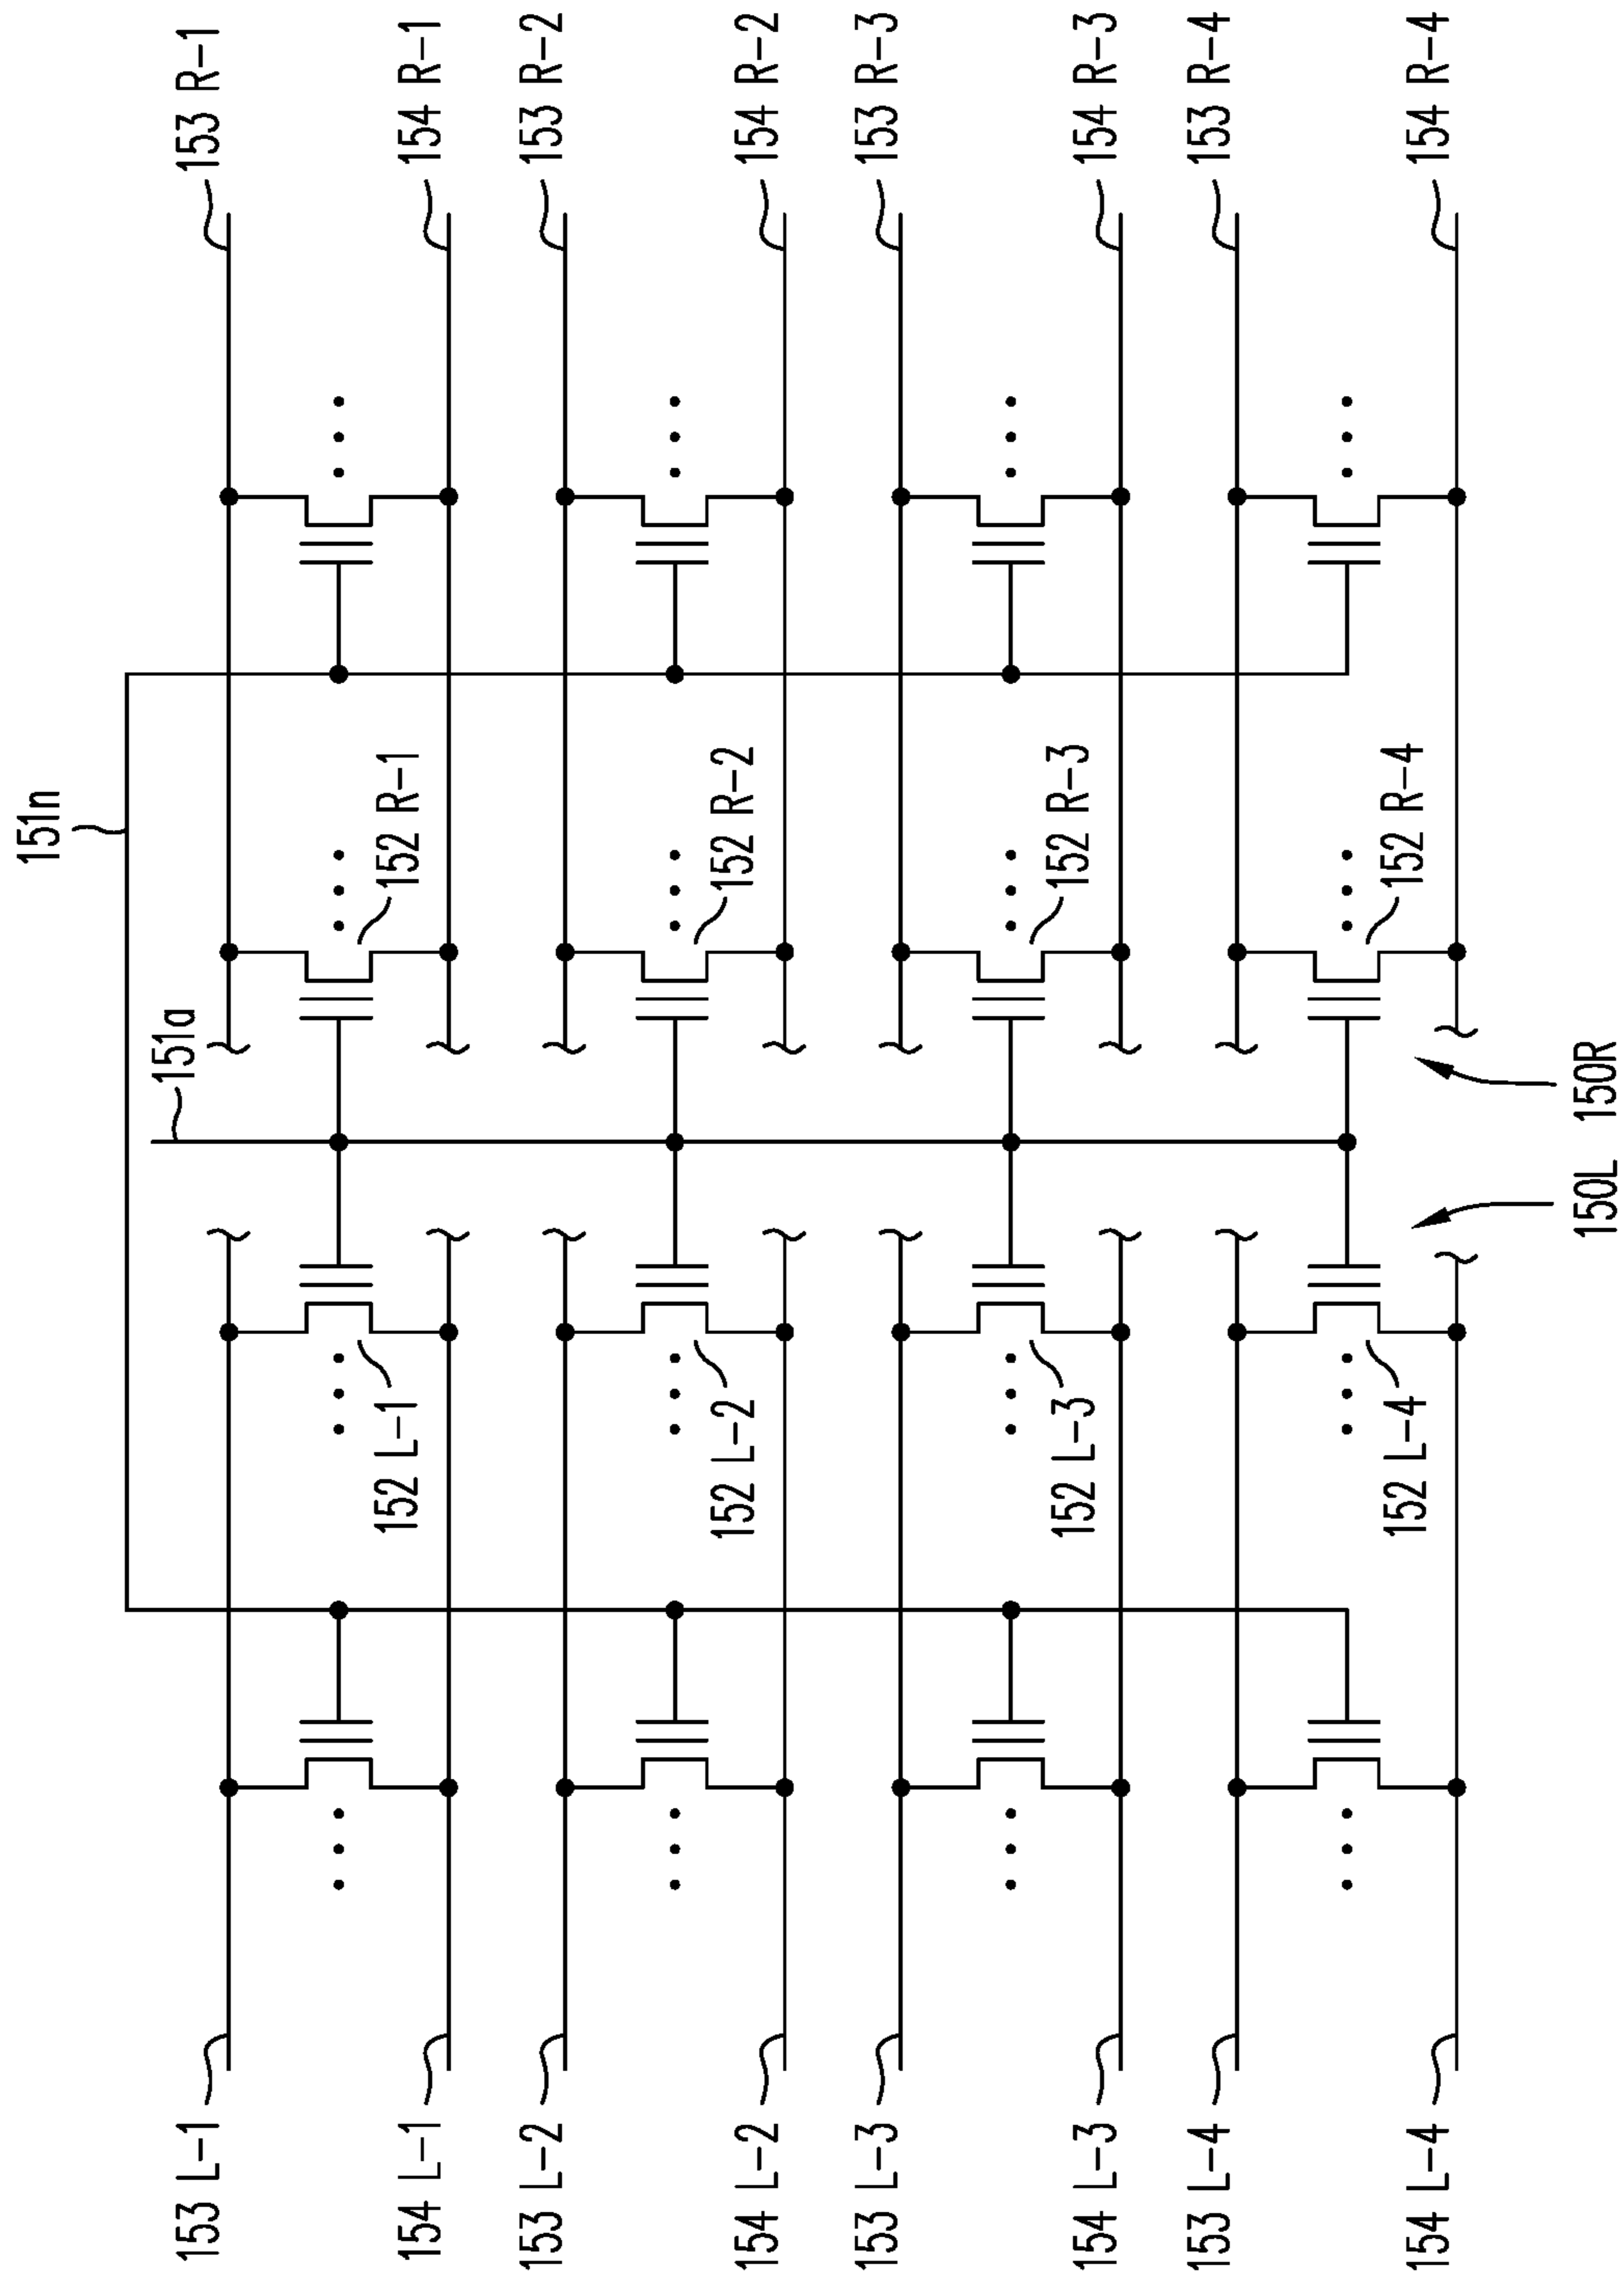 151n
151a
153 L-1
153 R-1
152 L-1
152 R-1
154 L-1
154 R-1
153 L-2
153 R-2
152 L-2
152 R-2
154 L-2
154 R-2
153 L-3
153 R-3
152 L-3
152 R-3
154 L-3
154 R-3
153 L-4
153 R-4
152 L-4
152 R-4
154 L-4
154 R-4
150L
150R